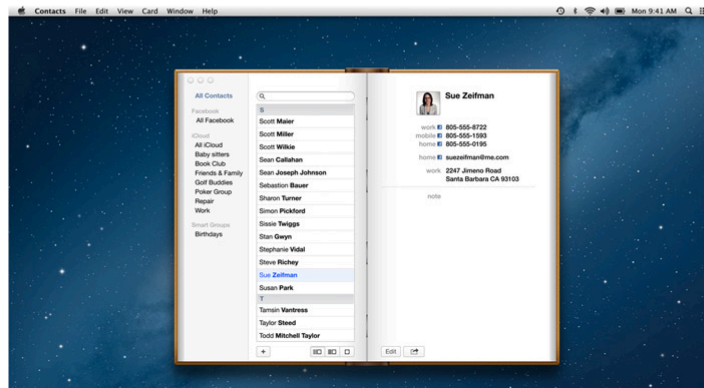 Contacts File Edit View Card Window Help
Mon 9:41 AM
All Contacts
Facebook
All Facebook
iCloud
All iCloud
Baby sitters
Book Club
Friends & Family
Golf Buddies
Poker Group
Repair
Work
Smart Groups
Birthdays
S
Scott Maier
Scott Miller
Scott Wilkie
Sean Callahan
Sean Joseph Johnson
Sebastion Bauer
Sharon Turner
Simon Pickford
Sissie Twiggs
Stan Gwyn
Stephanie Vidal
Steve Richey
Sue Zeifman
Susan Park
T
Tamsin Vantress
Taylor Steed
Todd Mitchell Taylor
Sue Zeifman
work 805-555-8722
mobile 805-555-1593
home 805-555-0195
home suezeifman@me.com
work 2247 Jimeno Road
Santa Barbara CA 93103
note
Edit